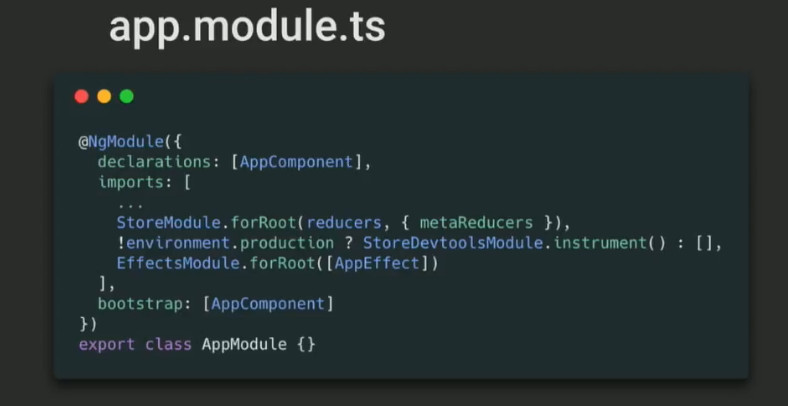 app.module.ts
@NgModule({
  declarations: [AppComponent],
  imports: [
    ...
    StoreModule.forRoot(reducers, { metaReducers }),
    !environment.production ? StoreDevtoolsModule.instrument() : [],
    EffectsModule.forRoot([AppEffect])
  ],
  bootstrap: [AppComponent]
})
export class AppModule {}